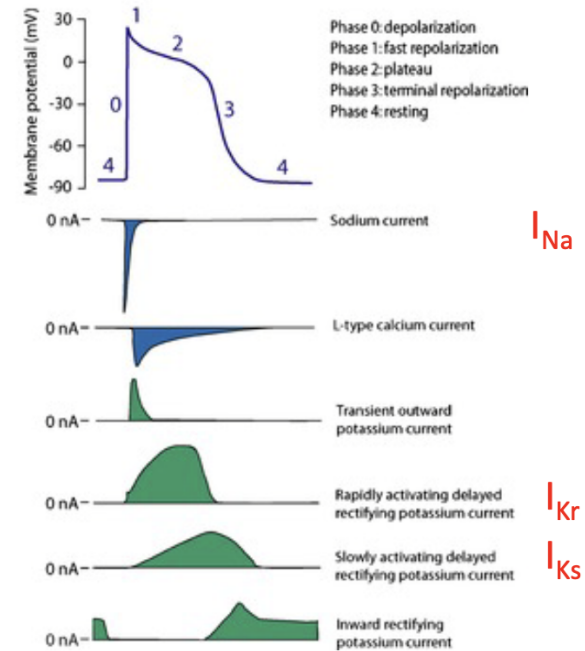 Membrane potential (mV)
30
0
-30
-60
-90
1
2
0
3
4
4
Phase 0: depolarization
Phase 1: fast repolarization
Phase 2: plateau
Phase 3: terminal repolarization
Phase 4: resting
0 nA
Sodium current
INa
0 nA
L-type calcium current
0 nA
Transient outward
potassium current
0 nA
Rapidly activating delayed
rectifying potassium current
IKr
0 nA
Slowly activating delayed
rectifying potassium current
IKs
0 nA
Inward rectifying
potassium current